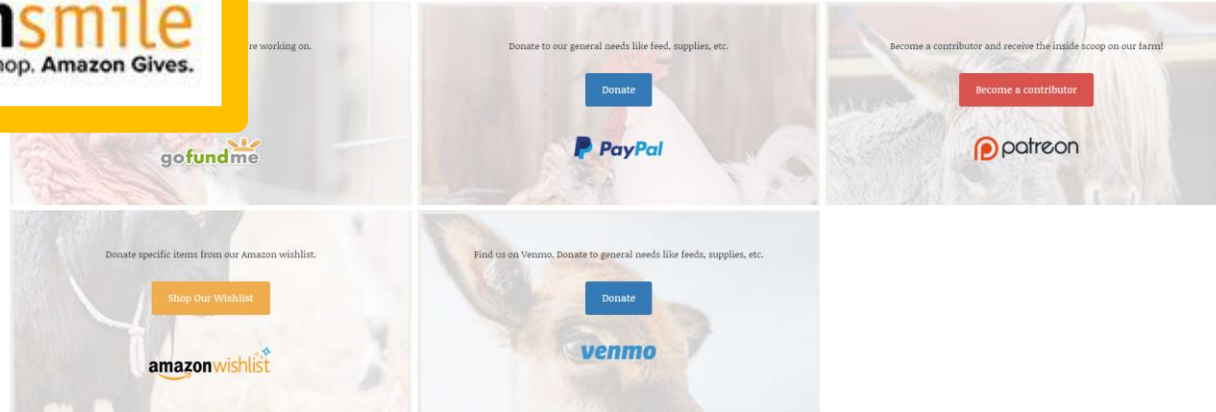 smile
Amazon Gives.
working on.
gofundme
Donate to our general needs like feed, supplies, etc.
Donate
PayPal
Become a contributor and receive the inside scoop on our farm!
Become a contributor
patreon
Donate specific items from our Amazon wishlist.
Shop Our Wishlist
amazonwishlist
Find us on Venmo. Donate to general needs like feeds, supplies, etc.
Donate
venmo